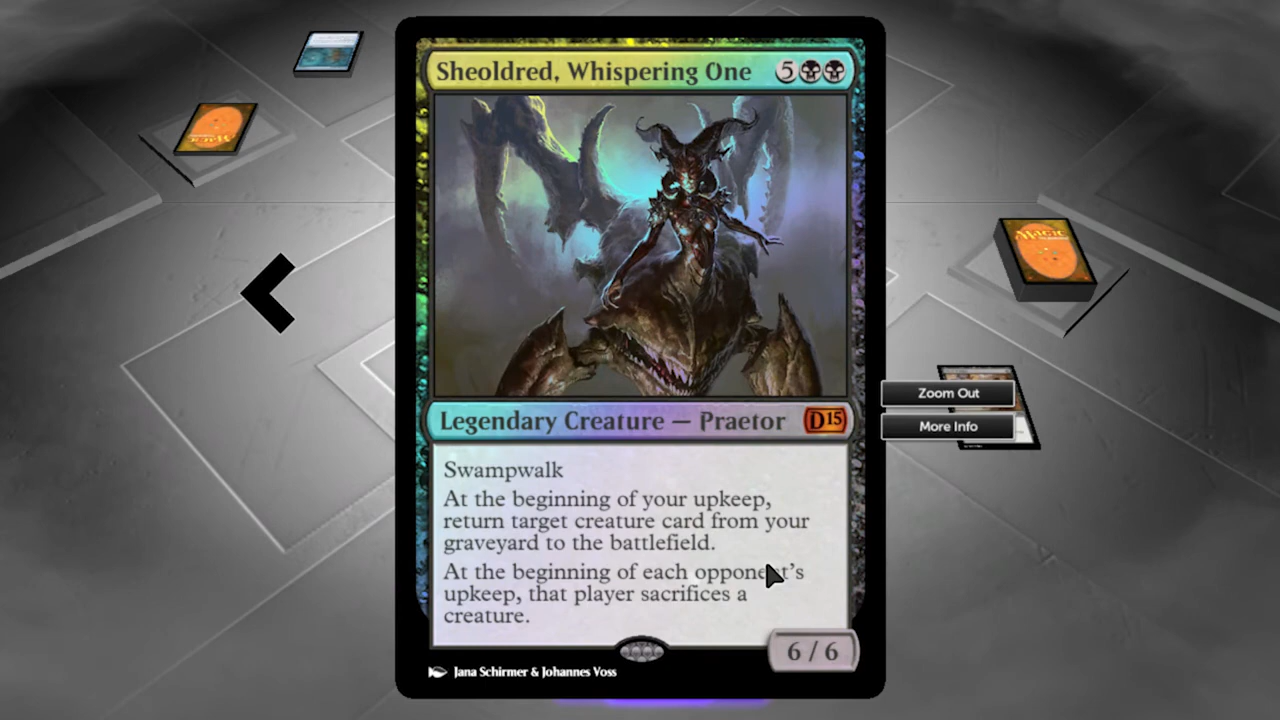 Sheoldred, Whispering One 5
Legendary Creature — Praetor D15
Swampwalk
At the beginning of your upkeep,
return target creature card from your
graveyard to the battlefield.
At the beginning of each opponent's
upkeep, that player sacrifices a
creature.
6 / 6
Jana Schirmer & Johannes Voss
Magic
Zoom Out
More Info